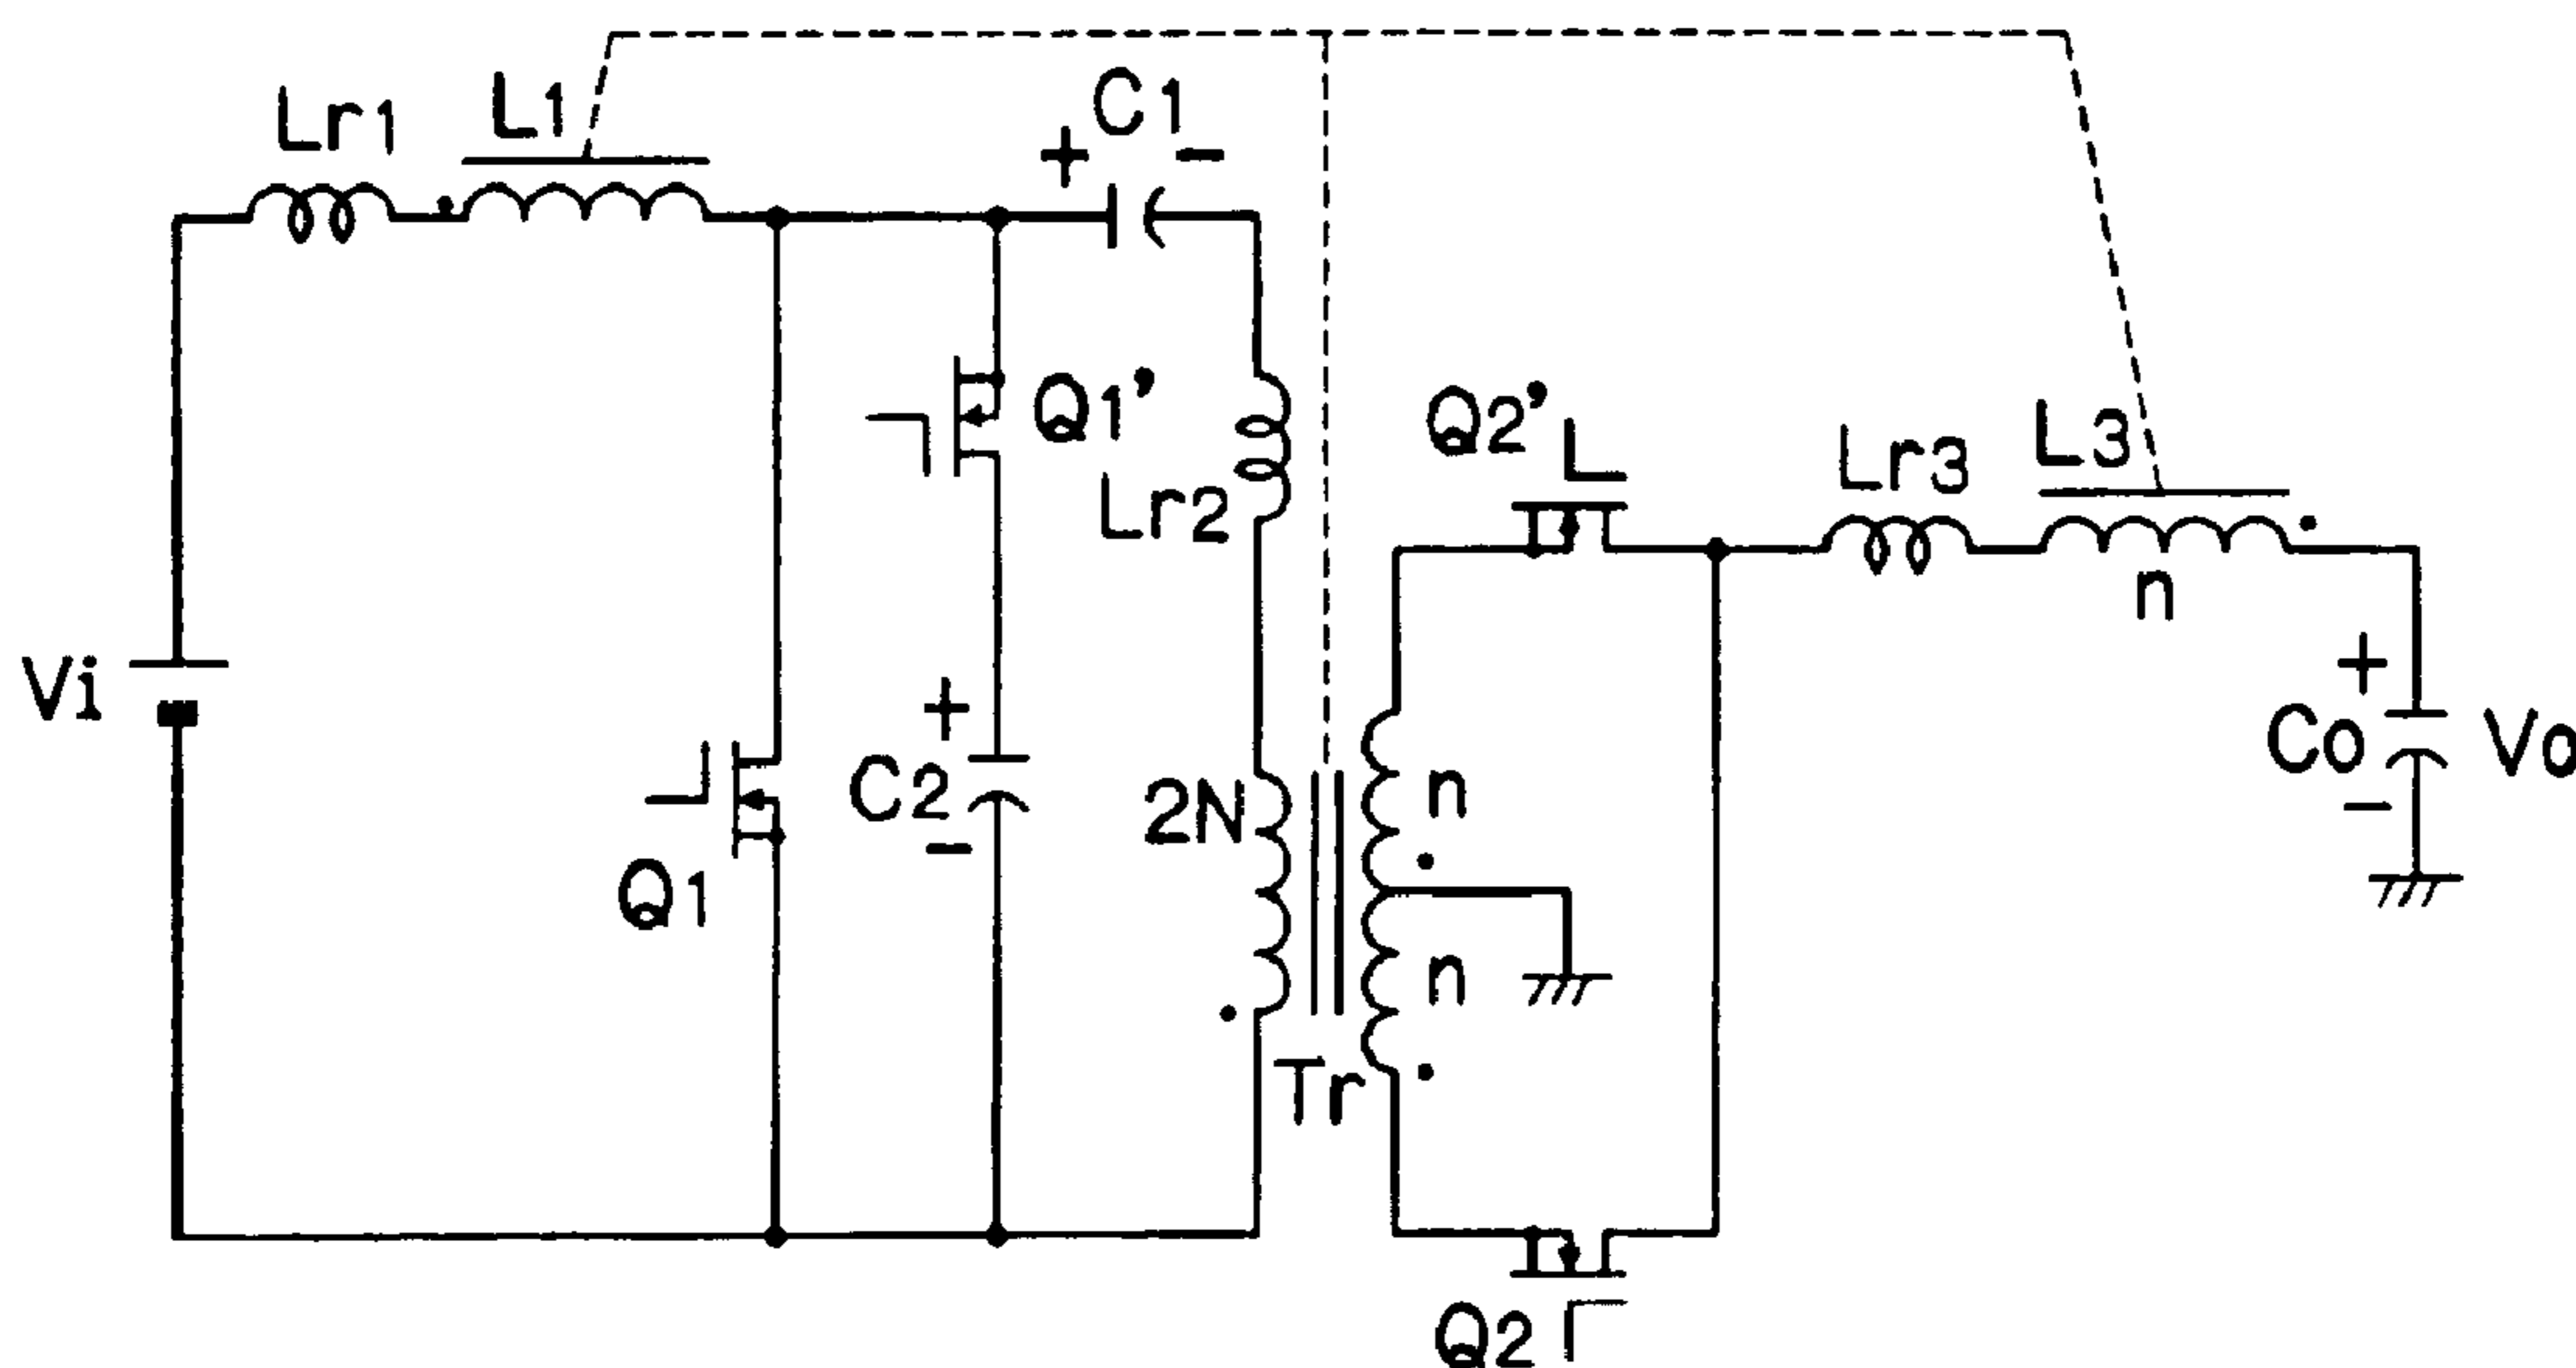 Lr1
L1
+ C1 -
Q1'
Lr2
Q2'
Lr3
L3
n
Vi
+
C2
-
Q1
2N
n
n
Tr
+
Co
-
Vo
Q2